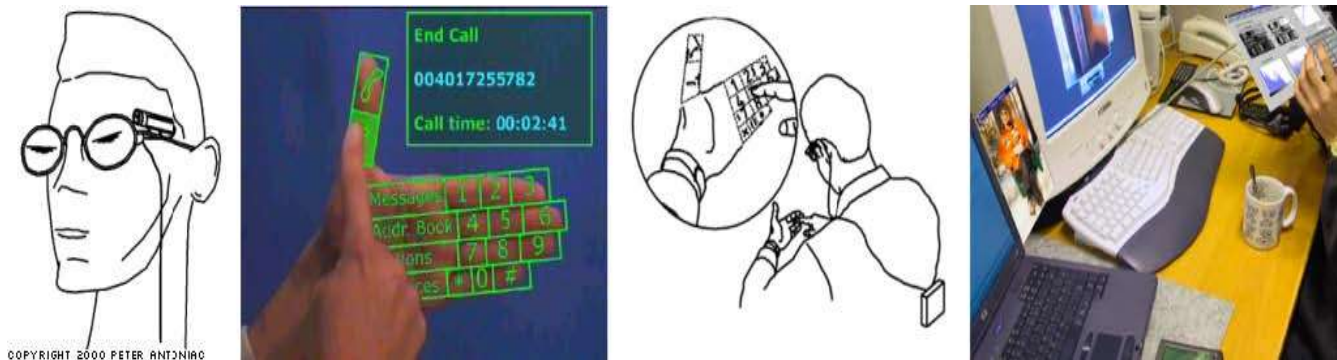 COPYRIGHT 2000 PETER ANTONIAC
End Call
004017255782
Call time: 00:02:41
Messages 1 2 3
Addr. Book 4 5 6
7 8 9
* 0 #